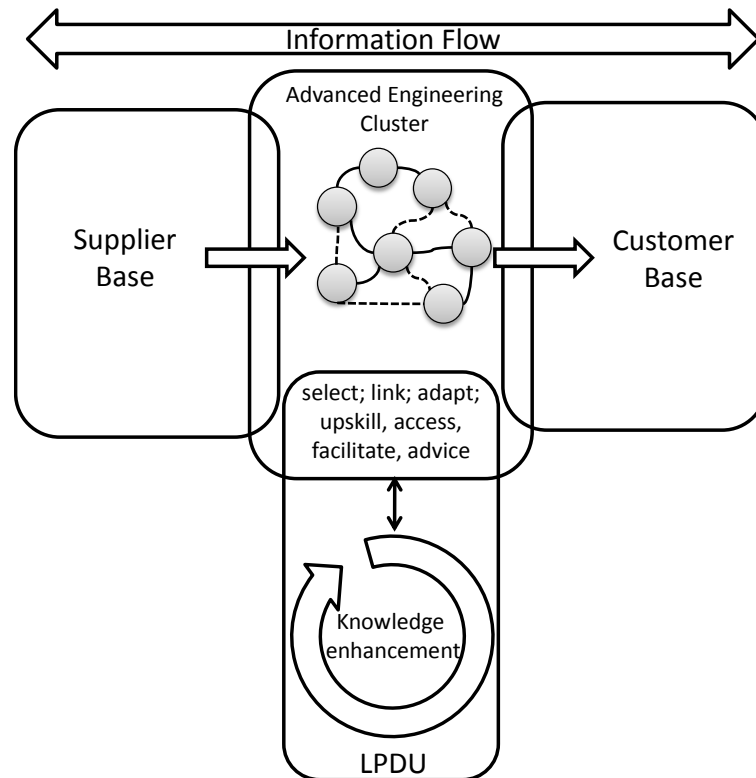 Information Flow
Advanced Engineering
Cluster
Supplier
Base
Customer
Base
select; link; adapt;
upskill, access,
facilitate, advice
Knowledge
enhancement
LPDU